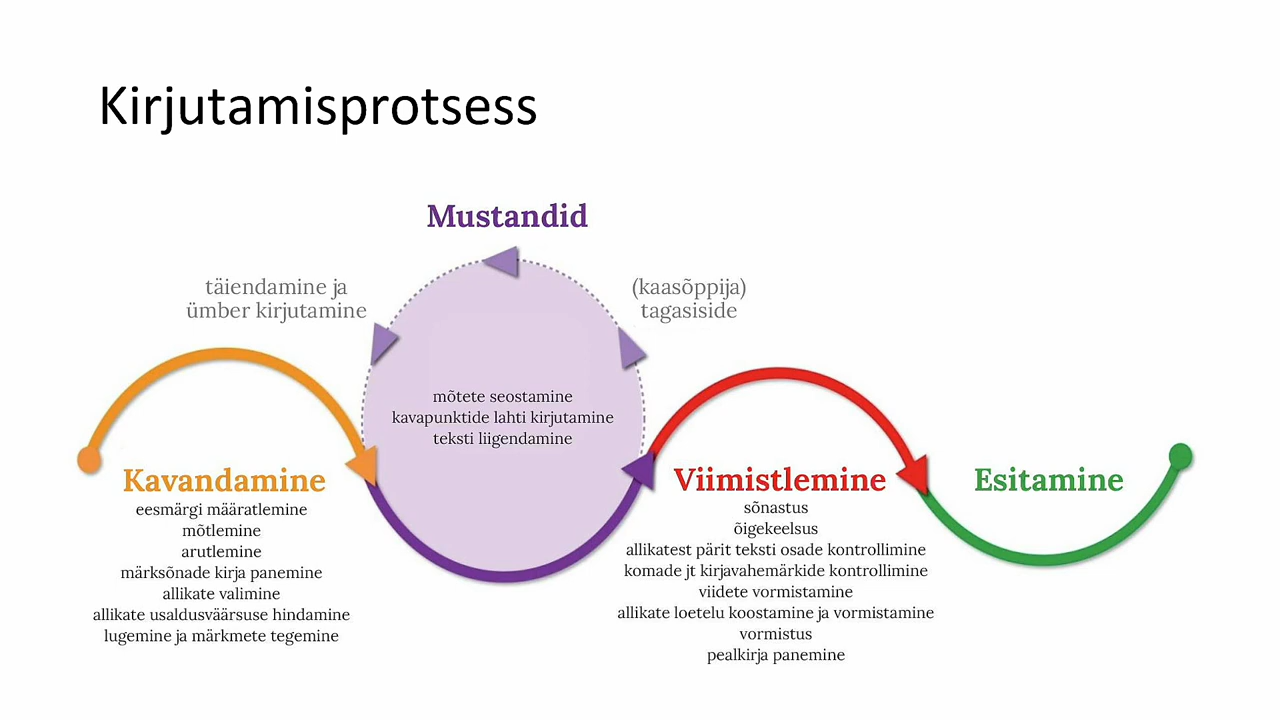 Kirjutamisprotsess
Mustandid
täiendamine ja
ümber kirjutamine
(kaasõppija)
tagasiside
mõtete seostamine
kavapunktide lahti kirjutamine
teksti liigendamine
Kavandamine
eesmärgi määratlemine
mõtlemine
arutlemine
märksõnade kirja panemine
allikate valimine
allikate usaldusväärsuse hindamine
lugemine ja märkmete tegemine
Viimistlemine
sõnastus
õigekeelsus
allikatest pärit teksti osade kontrollimine
komade jt kirjavahemärkide kontrollimine
viidete vormistamine
allikate loetelu koostamine ja vormistamine
vormistus
pealkirja panemine
Esitamine